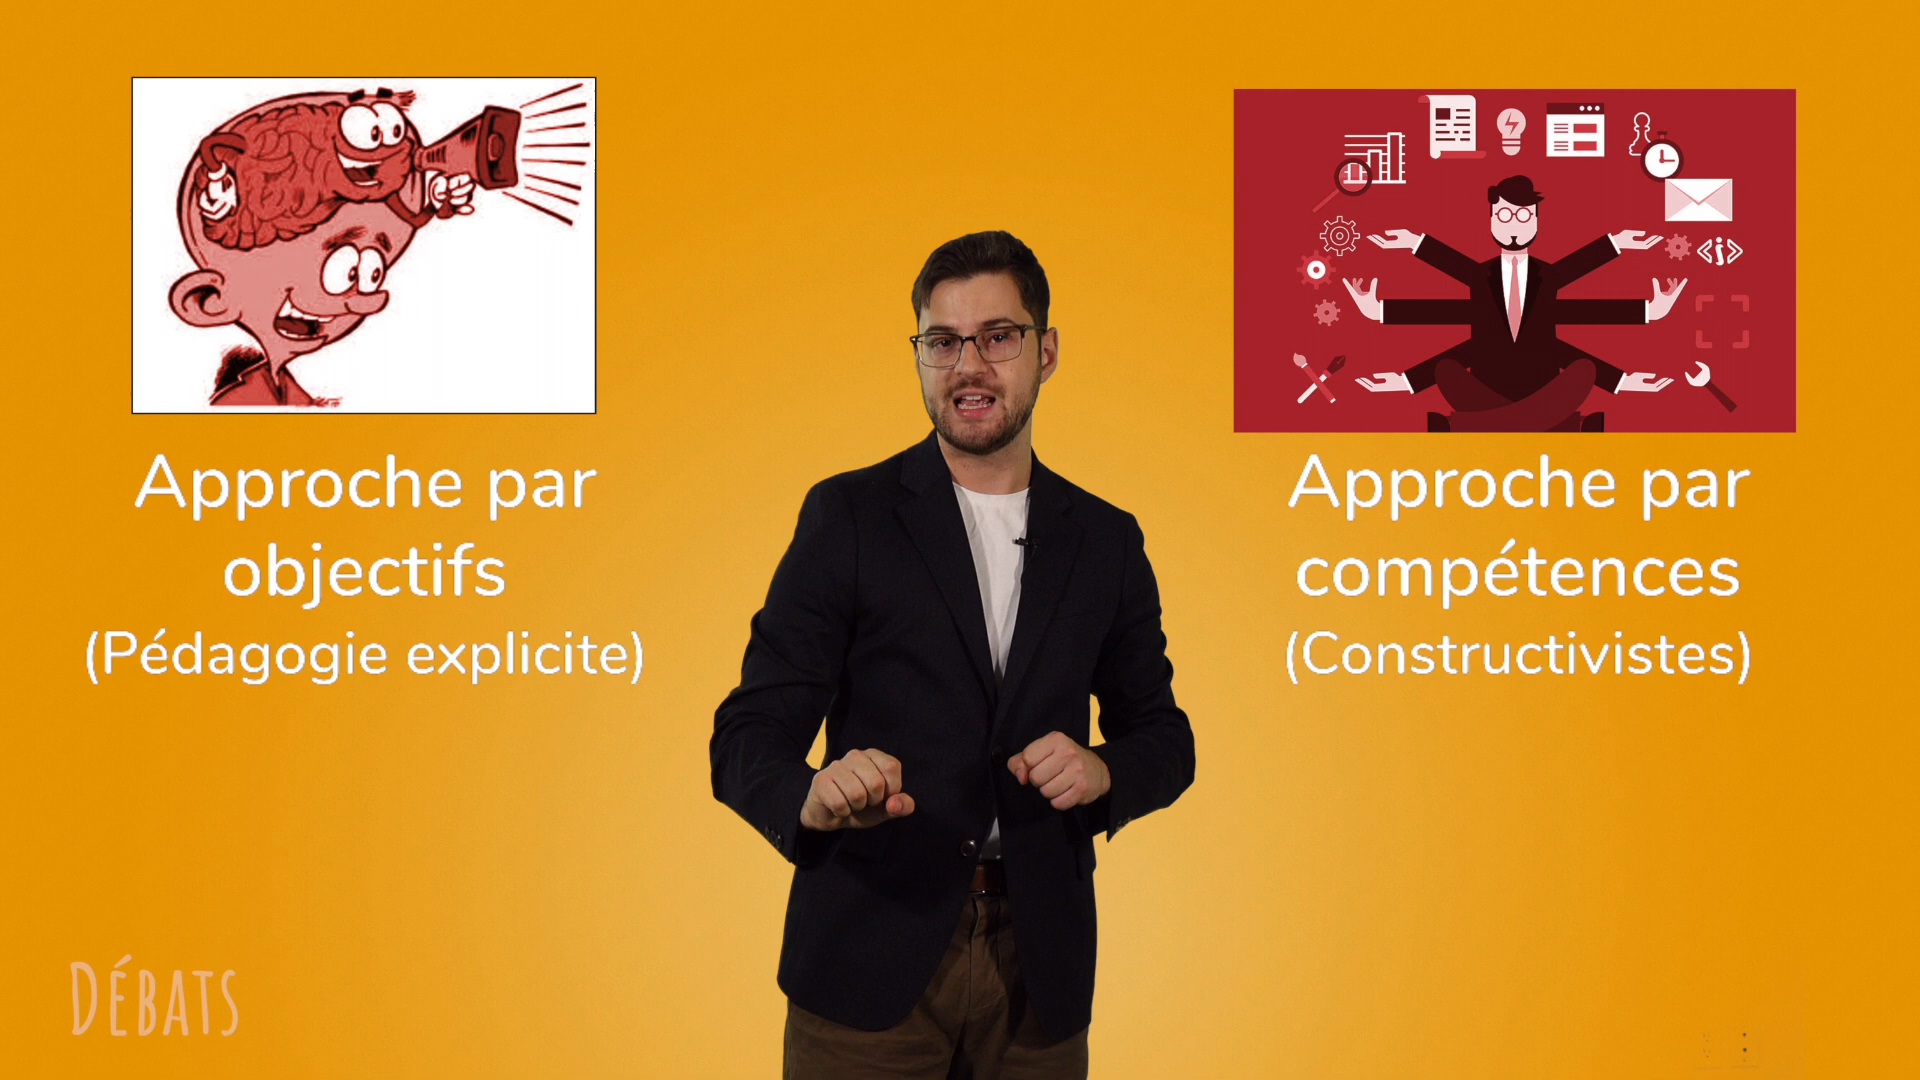 Approche par
objectifs
(Pédagogie explicite)
Approche par
compétences
(Constructivistes)
DÉBATS